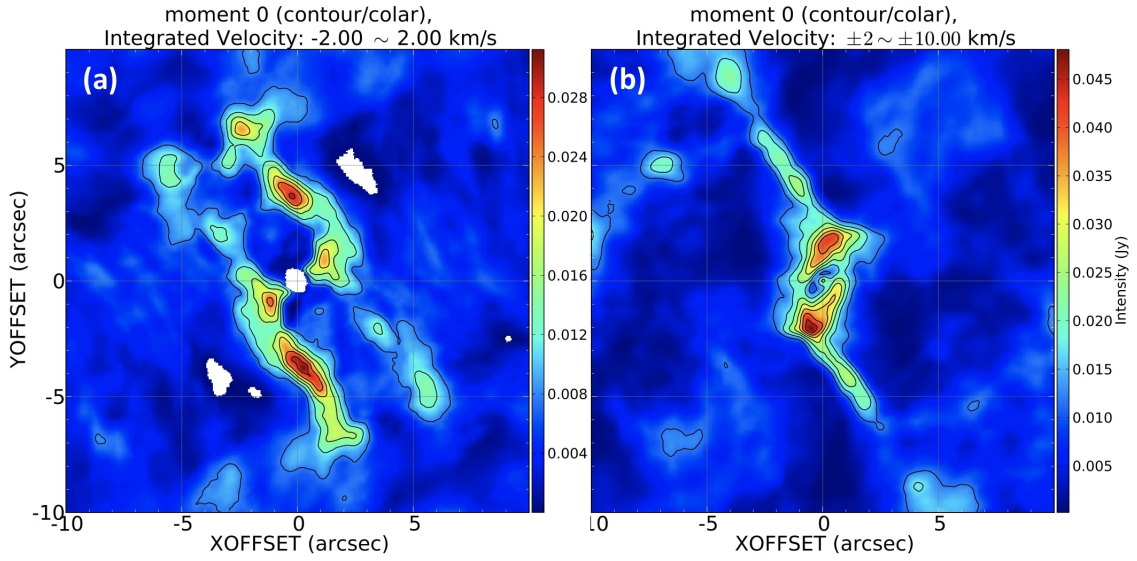 moment 0 (contour/colar),
Integrated Velocity: -2.00 ~ 2.00 km/s
(a)
YOFFSET (arcsec)
5
0
-5
-10
-10 -5 0 5
XOFFSET (arcsec)
0.028
0.024
0.020
0.016
0.012
0.008
0.004
moment 0 (contour/colar),
Integrated Velocity: ±2 ~ ±10.00 km/s
(b)
10 -5 0 5
XOFFSET (arcsec)
0.045
0.040
0.035
0.030
0.025
0.020
0.015
0.010
0.005
Intensity (Jy)